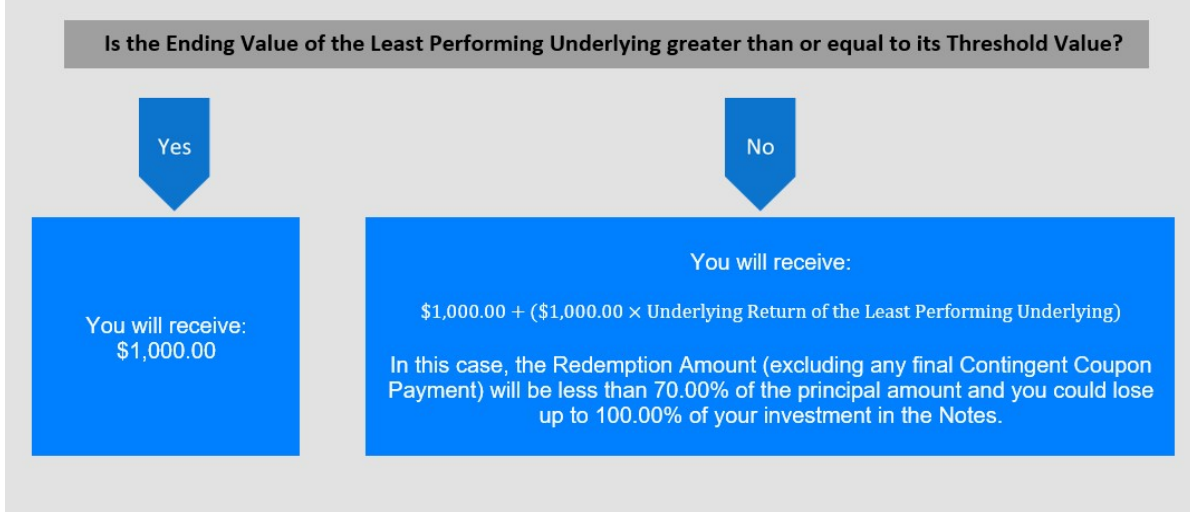 Is the Ending Value of the Least Performing Underlying greater than or equal to its Threshold Value?
Yes
No
You will receive:
$1,000.00
You will receive:
$1,000.00 + ($1,000.00 × Underlying Return of the Least Performing Underlying)
In this case, the Redemption Amount (excluding any final Contingent Coupon
Payment) will be less than 70.00% of the principal amount and you could lose
up to 100.00% of your investment in the Notes.